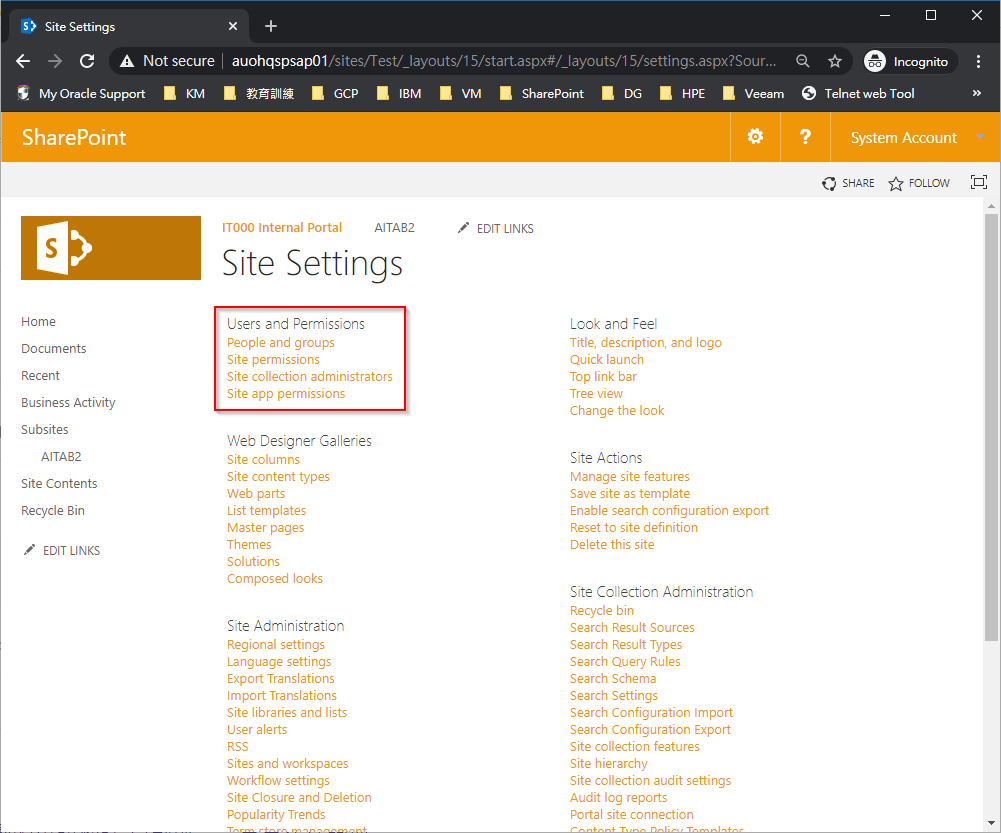 Site Settings
Not secure
auohqspsap01/sites/Test/_layouts/15/start.aspx#/_layouts/15/settings.aspx?Sour...
Incognito
My Oracle Support KM 教育訓練 GCP IBM VM SharePoint DG HPE Veeam Telnet web Tool »
SharePoint
?
System Account
SHARE FOLLOW
S
IT000 Internal Portal AITAB2 EDIT LINKS
Site Settings
Home
Documents
Recent
Business Activity
Subsites
AITAB2
Site Contents
Recycle Bin
EDIT LINKS
Users and Permissions
People and groups
Site permissions
Site collection administrators
Site app permissions
Web Designer Galleries
Site columns
Site content types
Web parts
List templates
Master pages
Themes
Solutions
Composed looks
Site Administration
Regional settings
Language settings
Export Translations
Import Translations
Site libraries and lists
User alerts
RSS
Sites and workspaces
Workflow settings
Site Closure and Deletion
Popularity Trends
Term store management
Look and Feel
Title, description, and logo
Quick launch
Top link bar
Tree view
Change the look
Site Actions
Manage site features
Save site as template
Enable search configuration export
Reset to site definition
Delete this site
Site Collection Administration
Recycle bin
Search Result Sources
Search Result Types
Search Query Rules
Search Schema
Search Settings
Search Configuration Import
Search Configuration Export
Site collection features
Site hierarchy
Site collection audit settings
Audit log reports
Portal site connection
Content Type Policy Templates